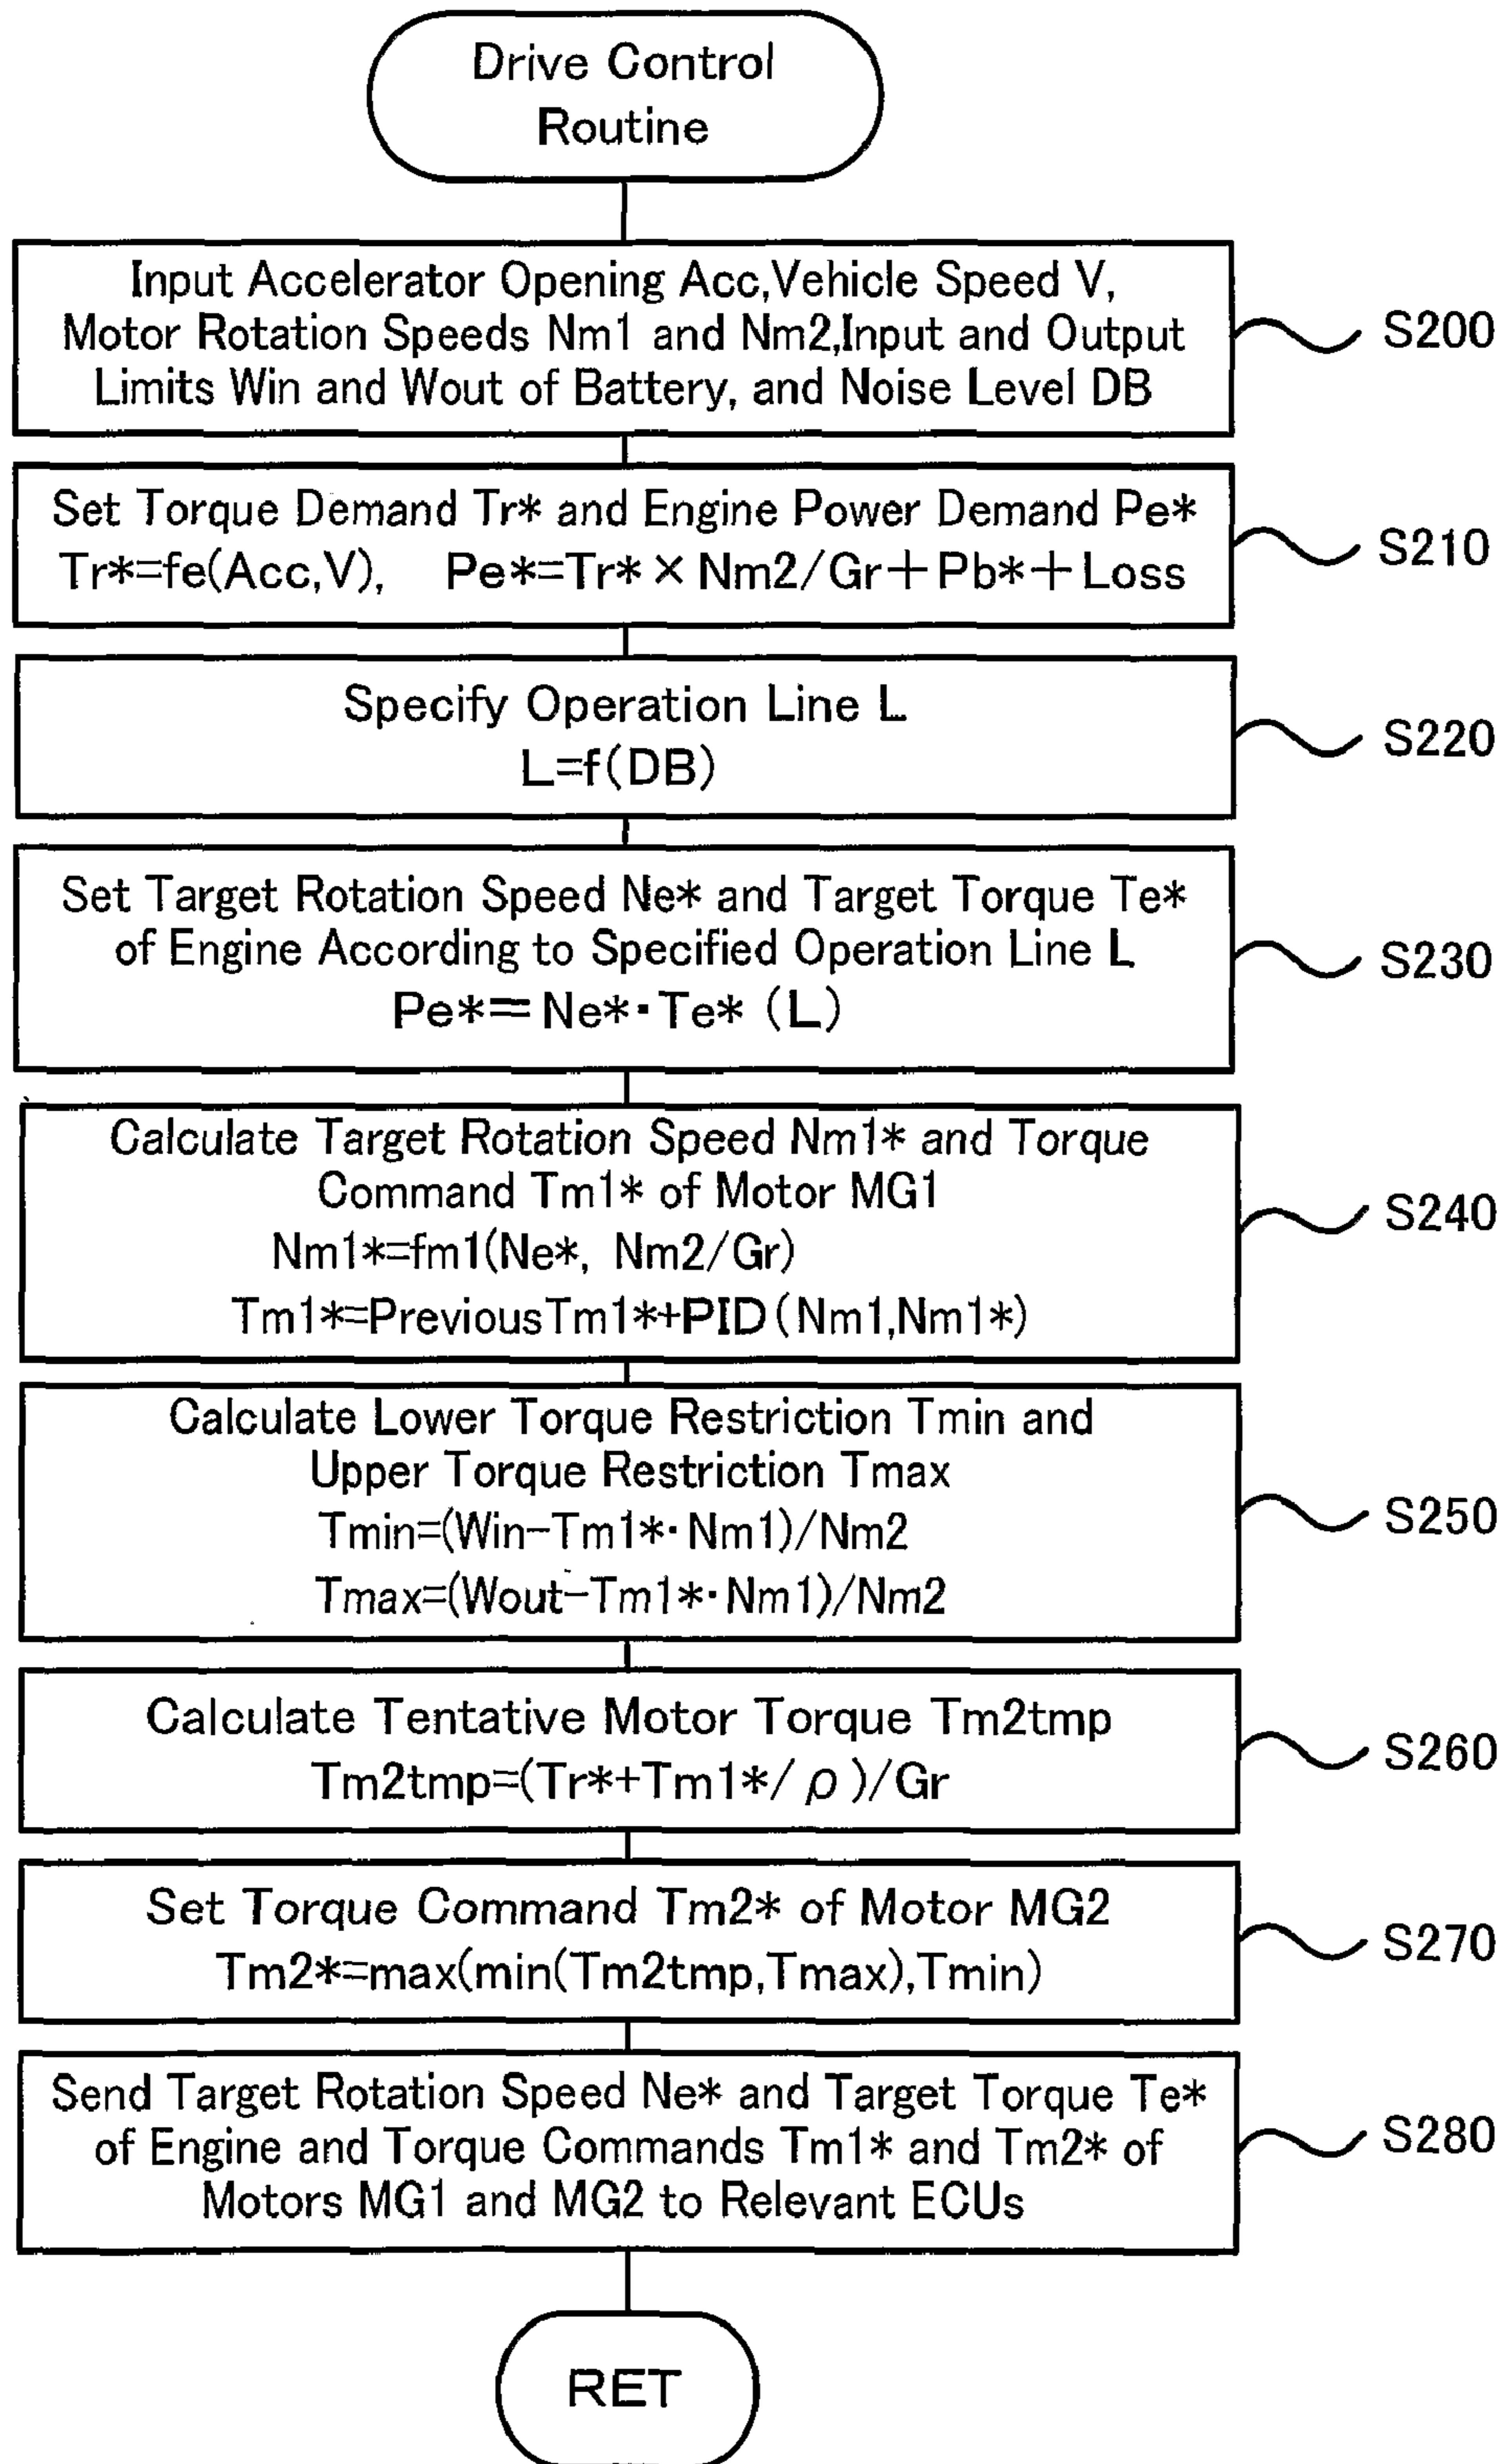 Drive Control
Routine
Input Accelerator Opening Acc,Vehicle Speed V,
Motor Rotation Speeds Nm1 and Nm2,Input and Output
Limits Win and Wout of Battery, and Noise Level DB
S200
Set Torque Demand Tr* and Engine Power Demand Pe*
Tr*=fe(Acc,V), Pe*=Tr*×Nm2/Gr+Pb*+Loss
S210
Specify Operation Line L
L=f(DB)
S220
Set Target Rotation Speed Ne* and Target Torque Te*
of Engine According to Specified Operation Line L
Pe*=Ne*･Te* (L)
S230
Calculate Target Rotation Speed Nm1* and Torque
Command Tm1* of Motor MG1
Nm1*=fm1(Ne*, Nm2/Gr)
Tm1*=PreviousTm1*+PID(Nm1,Nm1*)
S240
Calculate Lower Torque Restriction Tmin and
Upper Torque Restriction Tmax
Tmin=(Win-Tm1*･Nm1)/Nm2
Tmax=(Wout-Tm1*･Nm1)/Nm2
S250
Calculate Tentative Motor Torque Tm2tmp
Tm2tmp=(Tr*+Tm1*/ρ)/Gr
S260
Set Torque Command Tm2* of Motor MG2
Tm2*=max(min(Tm2tmp,Tmax),Tmin)
S270
Send Target Rotation Speed Ne* and Target Torque Te*
of Engine and Torque Commands Tm1* and Tm2* of
Motors MG1 and MG2 to Relevant ECUs
S280
RET